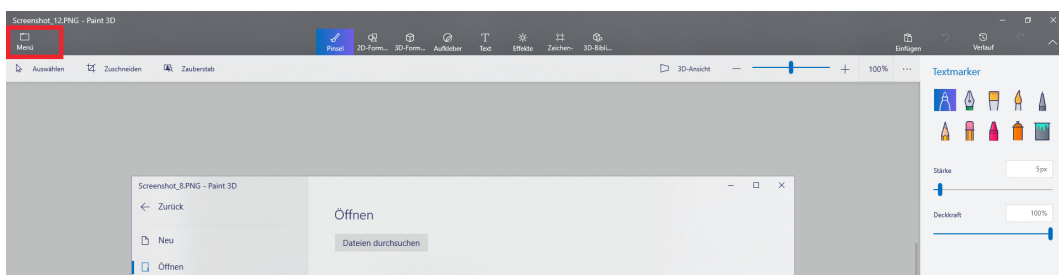 Screenshot_12.PNG - Paint 3D
Menü
Pinsel 2D-Form... 3D-Form... Aufkleber Text Effekte Zeichen- 3D-Bibli...
Einfügen Verlauf
Auswählen Zuschneiden Zauberstab 3D-Ansicht 100% ...
Textmarker
Stärke 5px
Deckkraft 100%
Screenshot_8.PNG - Paint 3D
Zurück
Öffnen
Neu
Dateien durchsuchen
Öffnen